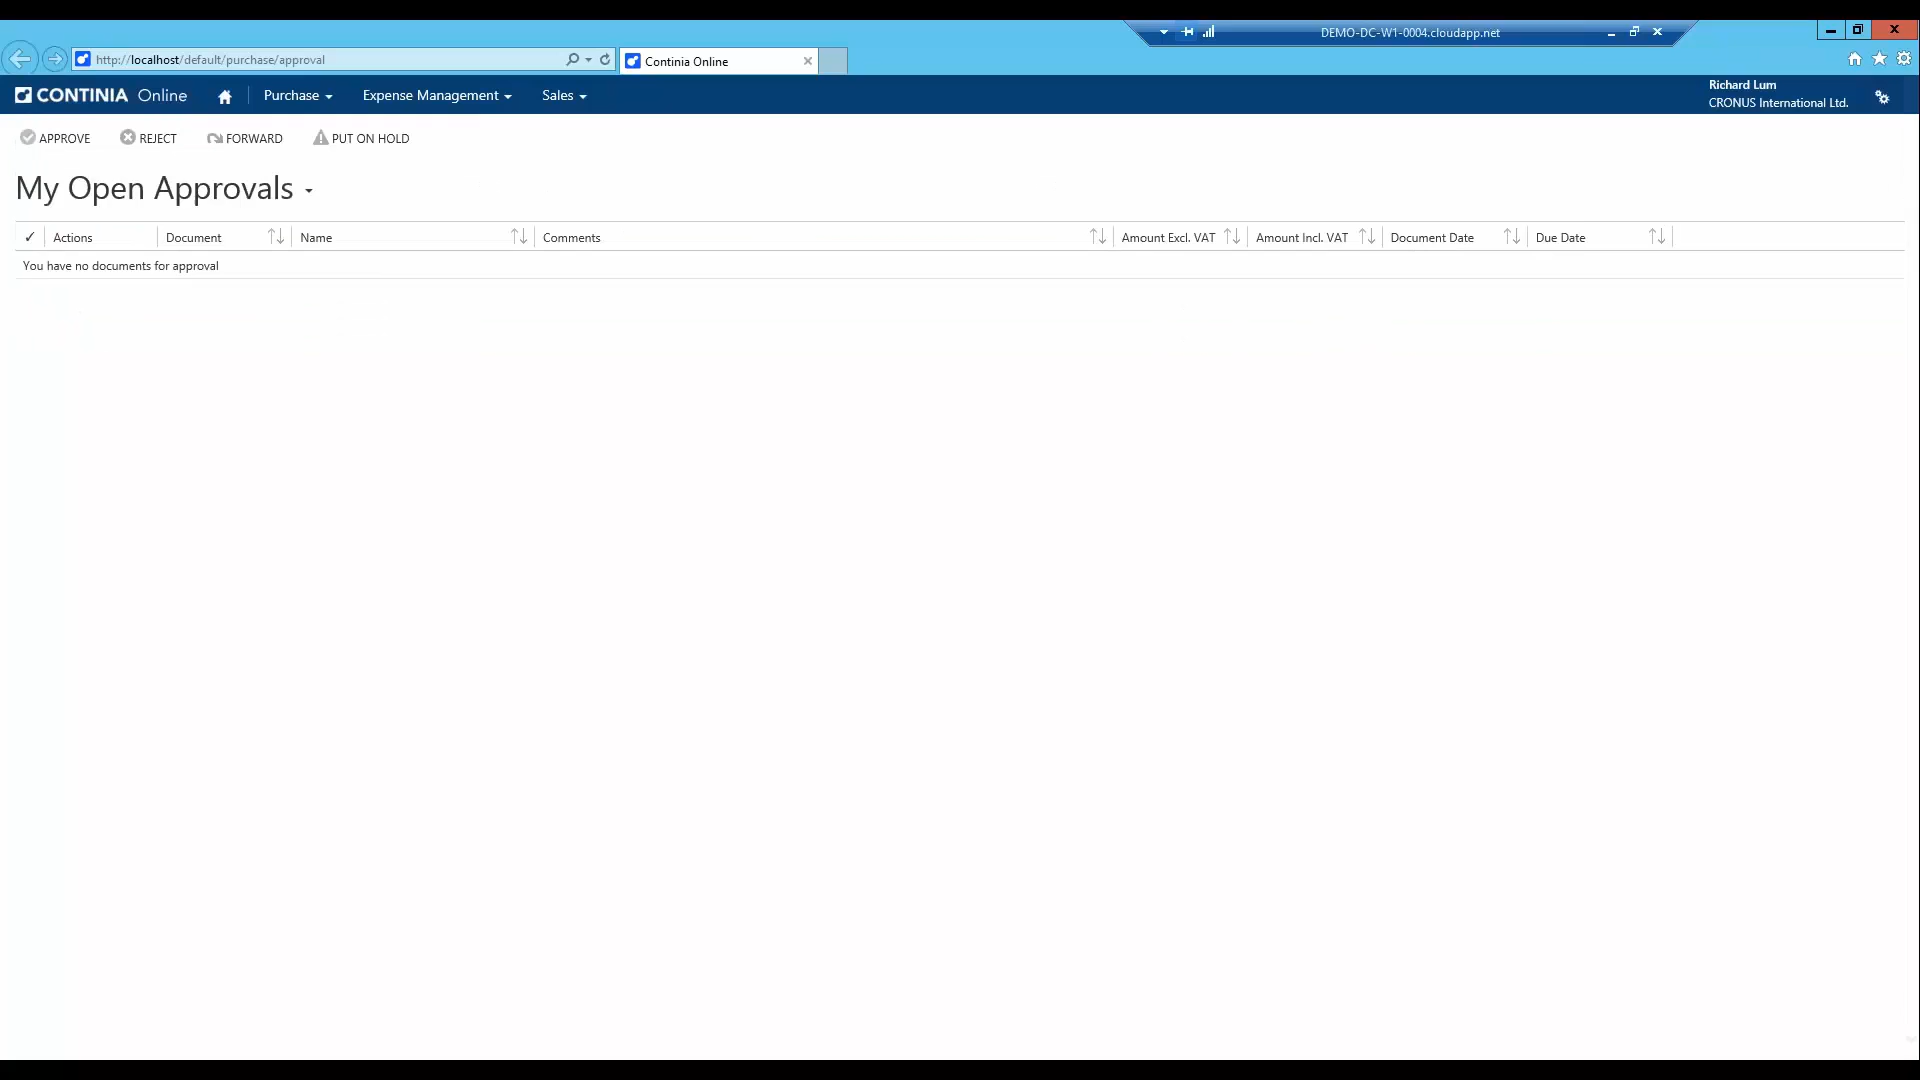 DEMO-DC-W1-0004.cloudapp.net
http://localhost/default/purchase/approval
Continia Online
CONTINIA Online
Purchase
Expense Management
Sales
Richard Lum
CRONUS International Ltd.
APPROVE
REJECT
FORWARD
PUT ON HOLD
My Open Approvals
Actions
Document
Name
Comments
Amount Excl. VAT
Amount Incl. VAT
Document Date
Due Date
You have no documents for approval